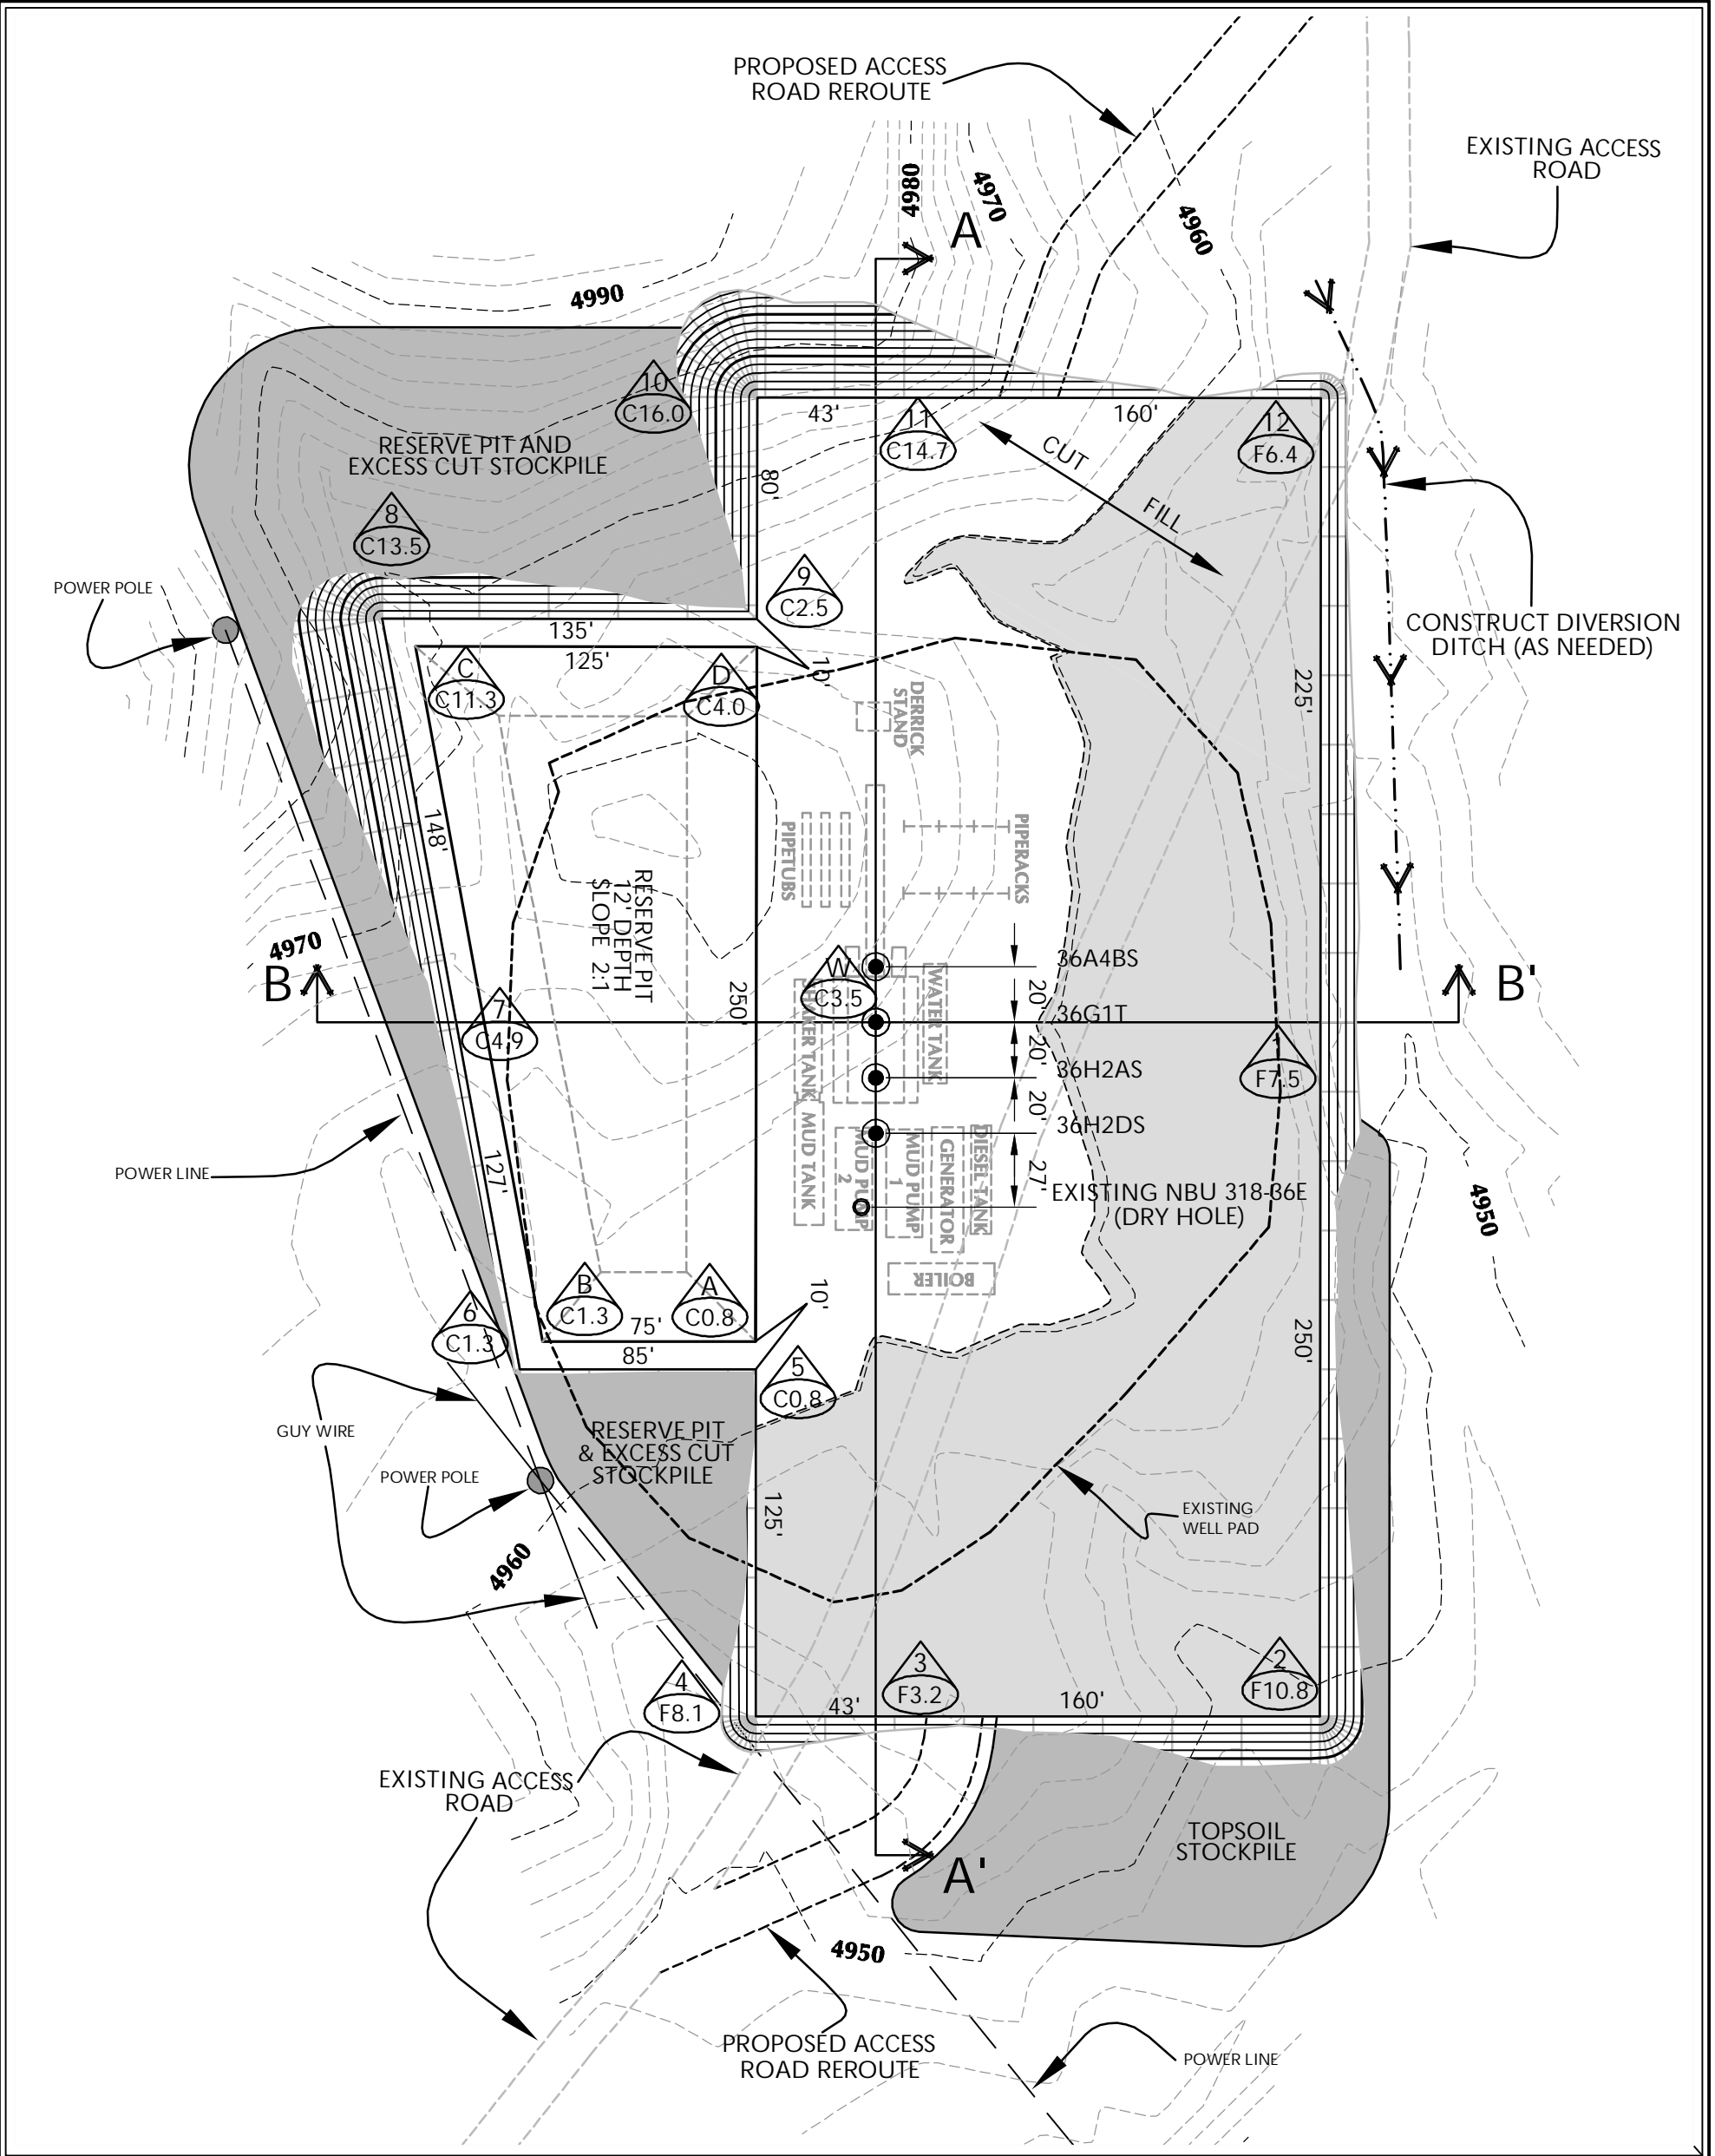 PROPOSED ACCESS
ROAD REROUTE
EXISTING ACCESS
ROAD
4980
4970
4960
A
4990
10
C16.0
43'
11
C14.7
160'
12
F6.4
RESERVE PIT AND
EXCESS CUT STOCKPILE
CUT
FILL
80'
8
C13.5
9
C2.5
POWER POLE
CONSTRUCT DIVERSION
DITCH (AS NEEDED)
135'
125'
10'
C
C11.3
D
C4.0
225'
DERRICK
STAND
148'
PIPETUBS
PIPERACKS
RESERVE PIT
12' DEPTH
SLOPE 2:1
4970
B
B'
36A4BS
W
C3.5
20'
250'
36G1T
7
C4.9
SHAKER TANK
WATER TANK
20'
1
F7.5
36H2AS
20'
36H2DS
POWER LINE
127'
MUD TANK
MUD PUMP
2
MUD PUMP
1
GENERATOR
DIESEL TANK
27'
EXISTING NBU 318-36E
(DRY HOLE)
4950
BOILER
B
C1.3
A
C0.8
10'
6
C1.3
75'
85'
250'
5
C0.8
GUY WIRE
RESERVE PIT
& EXCESS CUT
STOCKPILE
POWER POLE
125'
EXISTING
WELL PAD
4960
4
F8.1
3
F3.2
2
F10.8
43'
160'
EXISTING ACCESS
ROAD
TOPSOIL
STOCKPILE
A'
4950
PROPOSED ACCESS
ROAD REROUTE
POWER LINE